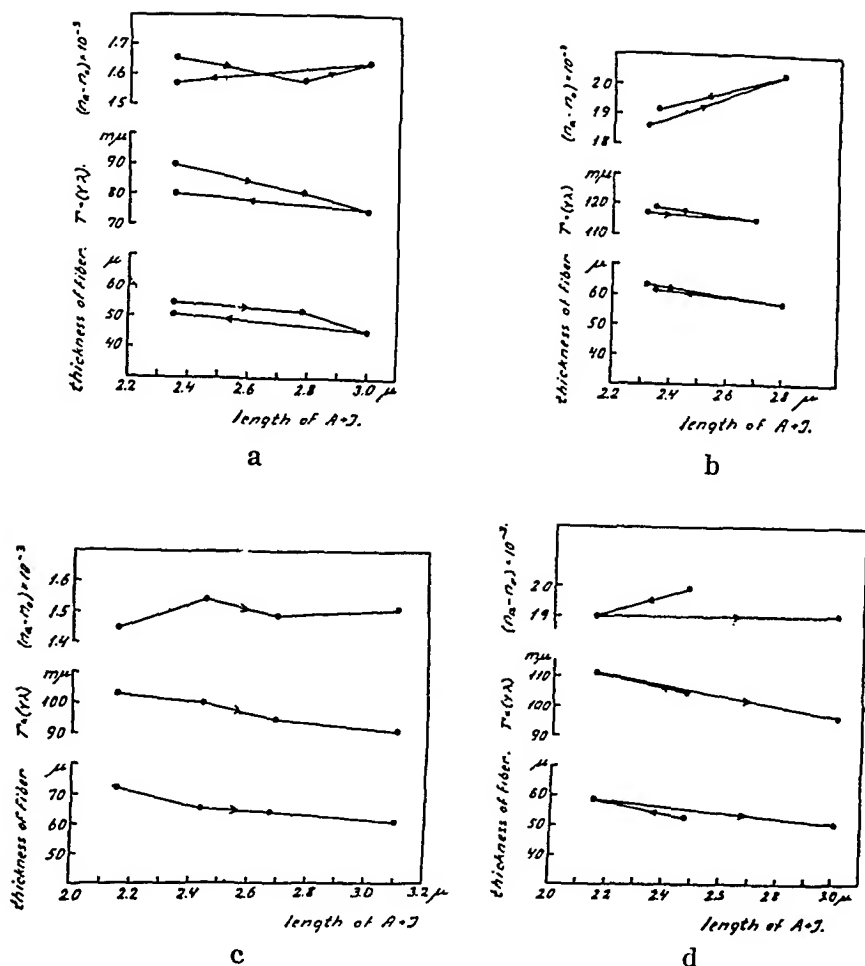 (nₐ-nₒ)×10⁻³
1.7
1.6
1.5
Γ=(γλ).
mμ
90
80
70
thickness of fiber.
μ
60
50
40
2.2 2.4 2.6 2.8 3.0 μ
length of A+J.
a
(nₐ-nₒ)×10⁻³
20
19
18
Γ=(γλ)
mμ
120
110
thickness of fiber
μ
60
50
40
2.2 2.4 2.6 2.8 μ
length of A+J.
b
(nₐ-nₒ)×10⁻³
1.6
1.5
1.4
Γ=(γλ)
mμ
100
90
thickness of fiber
μ
70
60
50
2.0 2.2 2.4 2.6 2.8 3.0 3.2 μ
length of A+J
c
(nₐ-nₒ)×10⁻³.
20
19
Γ=(γλ)
mμ
110
100
90
thickness of fiber.
μ
60
50
40
2.0 2.2 2.4 2.5 2.8 3.0 μ
length of A+J.
d